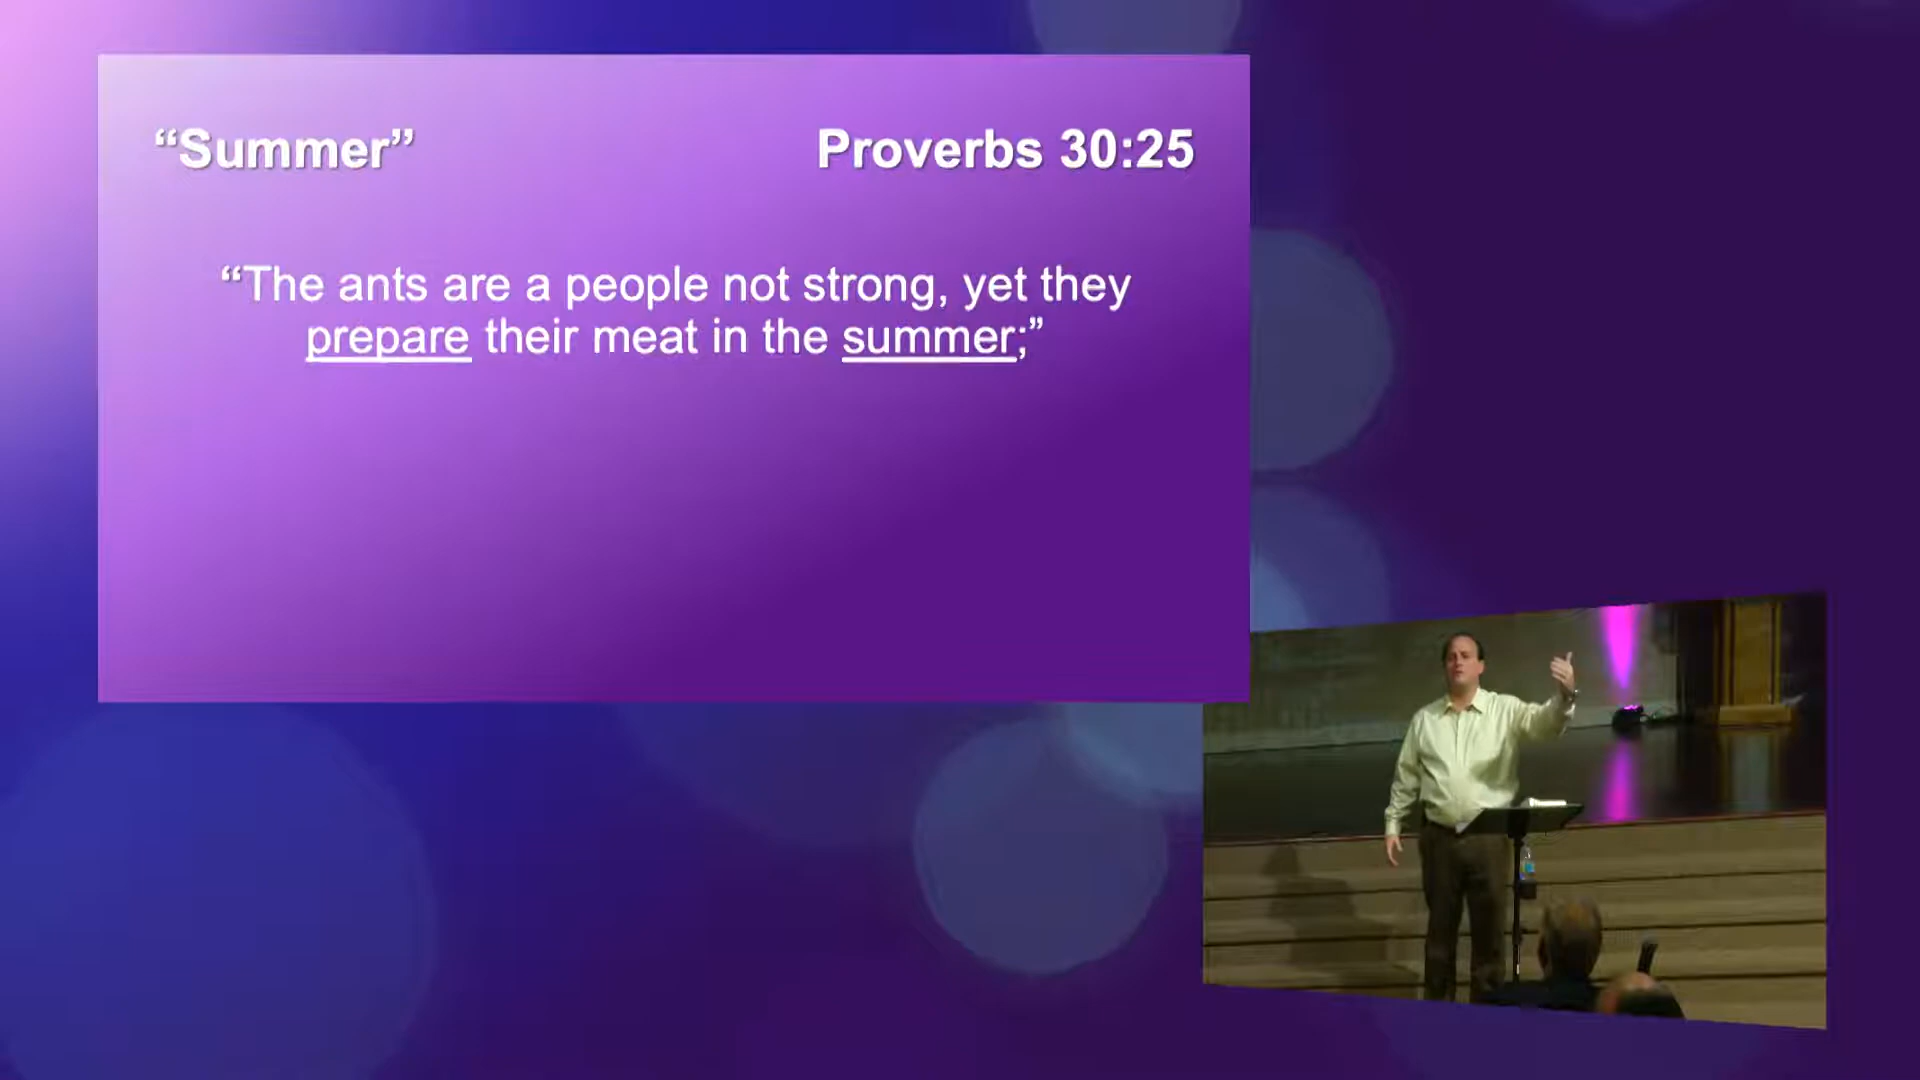 “Summer” Proverbs 30:25
“The ants are a people not strong, yet they
prepare their meat in the summer;”